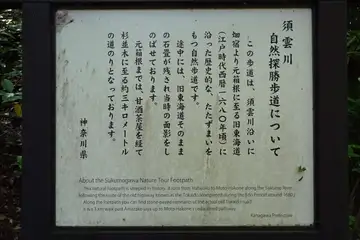 須雲川
自然探勝歩道について
この歩道は、須雲川沿いに
畑宿より元箱根に至る旧東海道
(江戸時代西暦一六八〇年頃)に
沿った歴史的な、たたずまいを
もつ自然歩道です。
途中には、旧東海道そのまま
の石畳が残され当時の面影をし
のばせております。
元箱根までは、甘酒茶屋を経て
杉並木に至る約三キロメートル
の道のりとなっております。
神奈川県
About the Sukumogawa Nature Tour Footpath
Kanagawa Prefecture